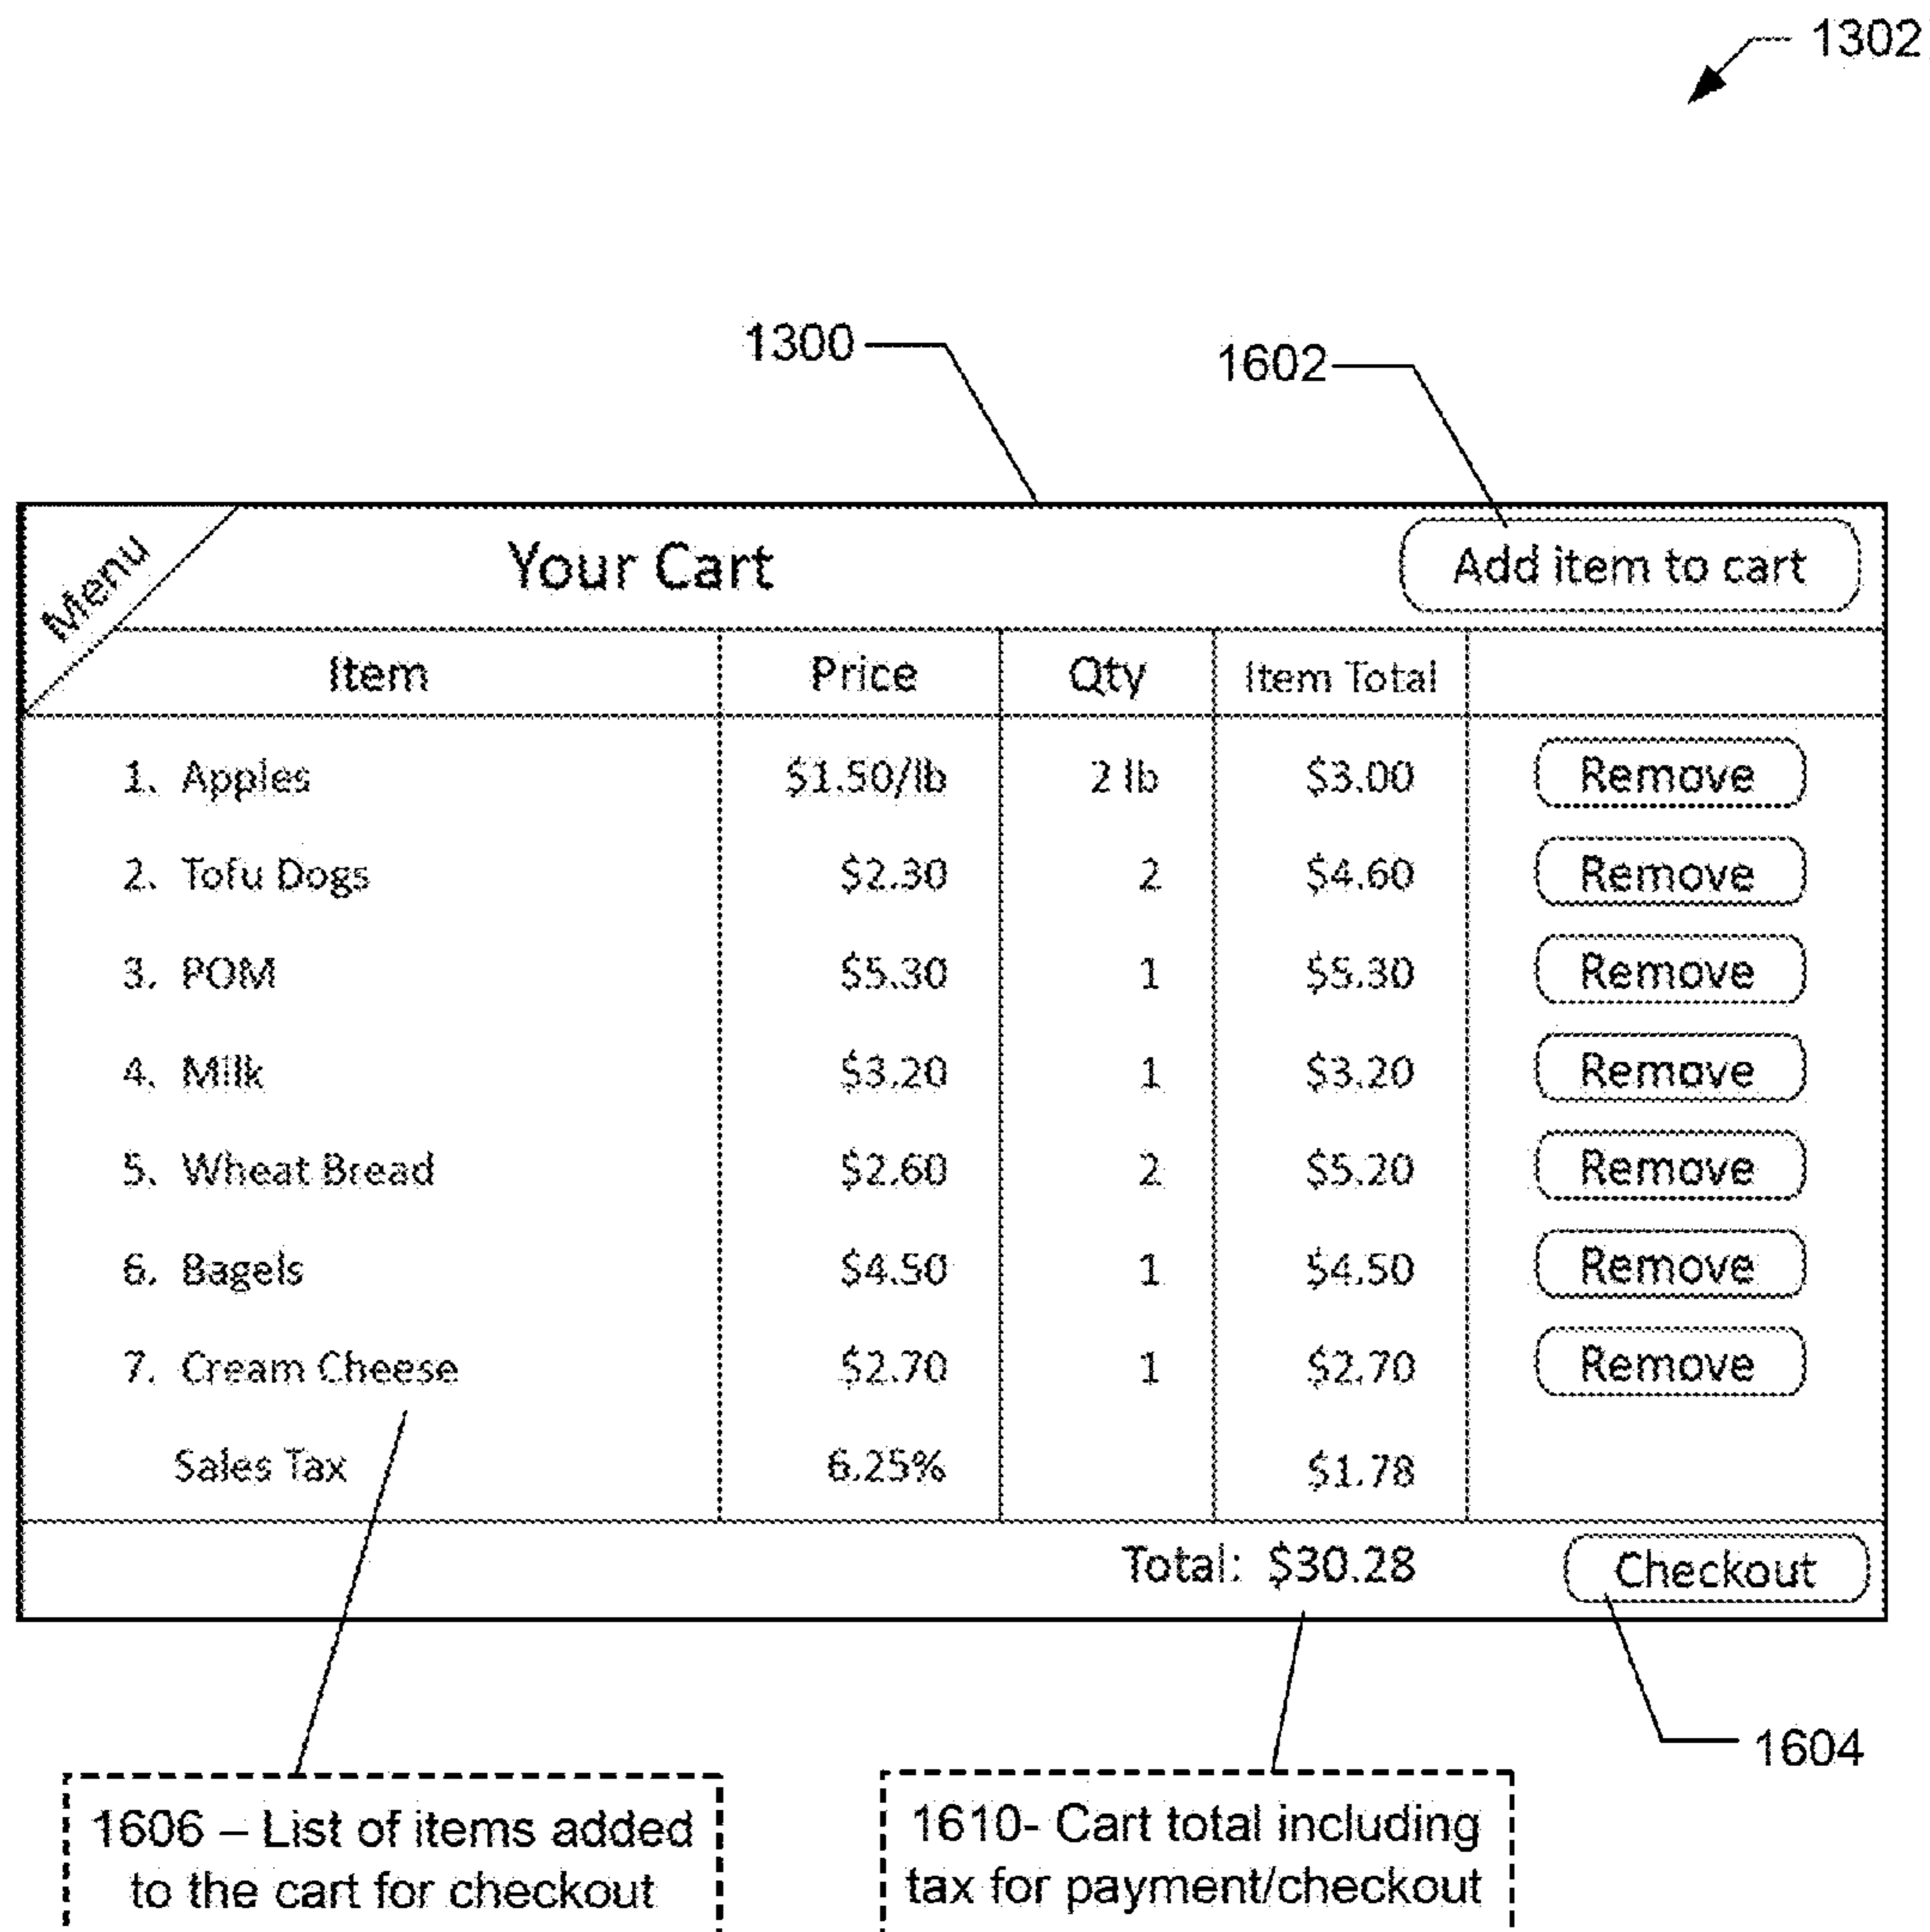 1302
1300
1602
Menu
Your Cart
Add item to cart
Item Price Qty Item Total
1. Apples $1.50/lb 2 lb $3.00 Remove
2. Tofu Dogs $2.30 2 $4.60 Remove
3. POM $5.30 1 $5.30 Remove
4. Milk $3.20 1 $3.20 Remove
5. Wheat Bread $2.60 2 $5.20 Remove
6. Bagels $4.50 1 $4.50 Remove
7. Cream Cheese $2.70 1 $2.70 Remove
Sales Tax 6.25% $1.78
Total: $30.28 Checkout
1604
1606 – List of items added
to the cart for checkout
1610- Cart total including
tax for payment/checkout